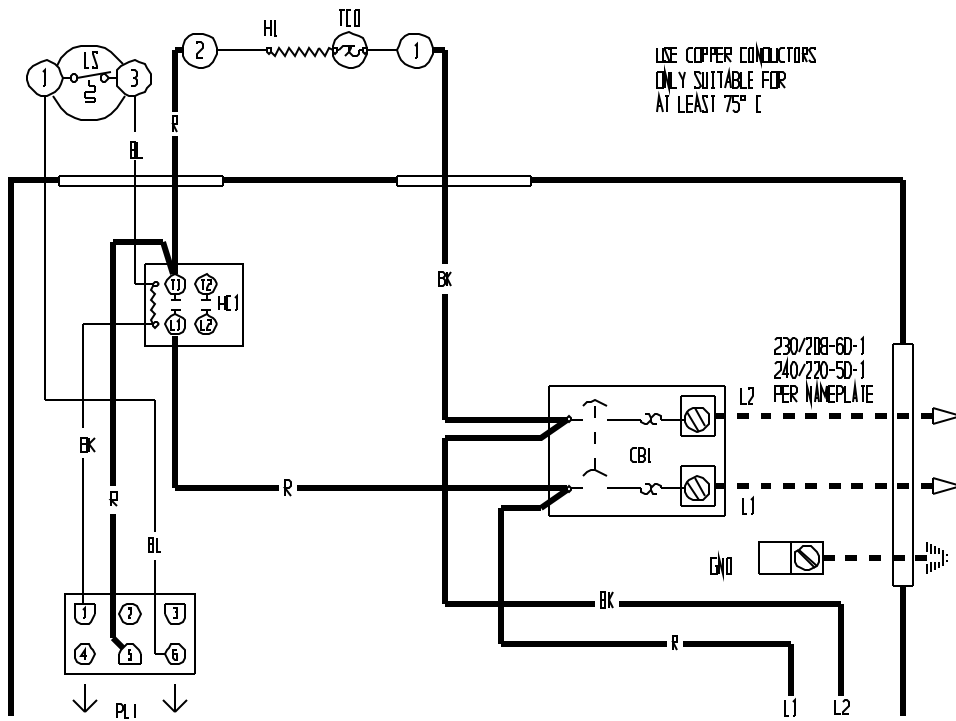 H1
TCO
2
1
LS
1
3
5
R
BL
USE COPPER CONDUCTORS
ONLY SUITABLE FOR
AT LEAST 75° C
BK
T1
T2
HC1
L1
L2
230/208-60-1
240/220-50-1
PER NAMEPLATE
L2
BK
CB1
R
R
L1
BL
GND
BK
1
2
3
R
4
5
6
PL1
L1
L2